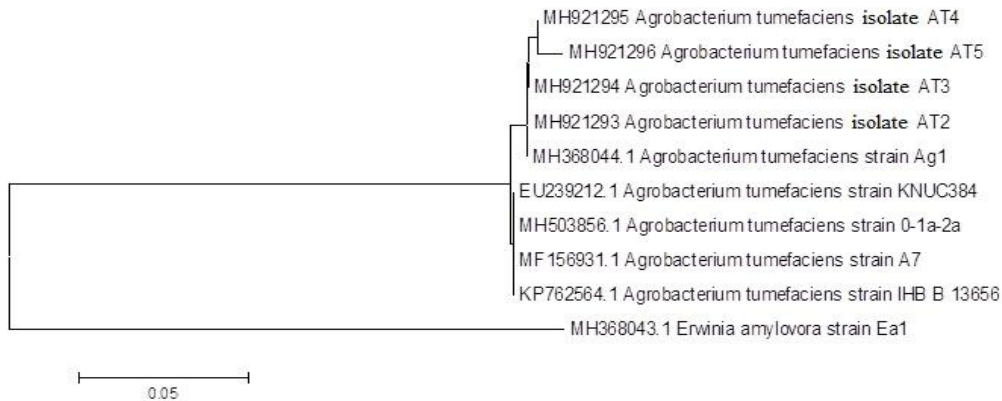 MH921295 Agrobacterium tumefaciens isolate AT4
MH921296 Agrobacterium tumefaciens isolate AT5
MH921294 Agrobacterium tumefaciens isolate AT3
MH921293 Agrobacterium tumefaciens isolate AT2
MH368044.1 Agrobacterium tumefaciens strain Ag1
EU239212.1 Agrobacterium tumefaciens strain KNUC384
MH503856.1 Agrobacterium tumefaciens strain 0-1a-2a
MF156931.1 Agrobacterium tumefaciens strain A7
KP762564.1 Agrobacterium tumefaciens strain IHB B 13656
MH368043.1 Erwinia amylovora strain Ea1
0.05